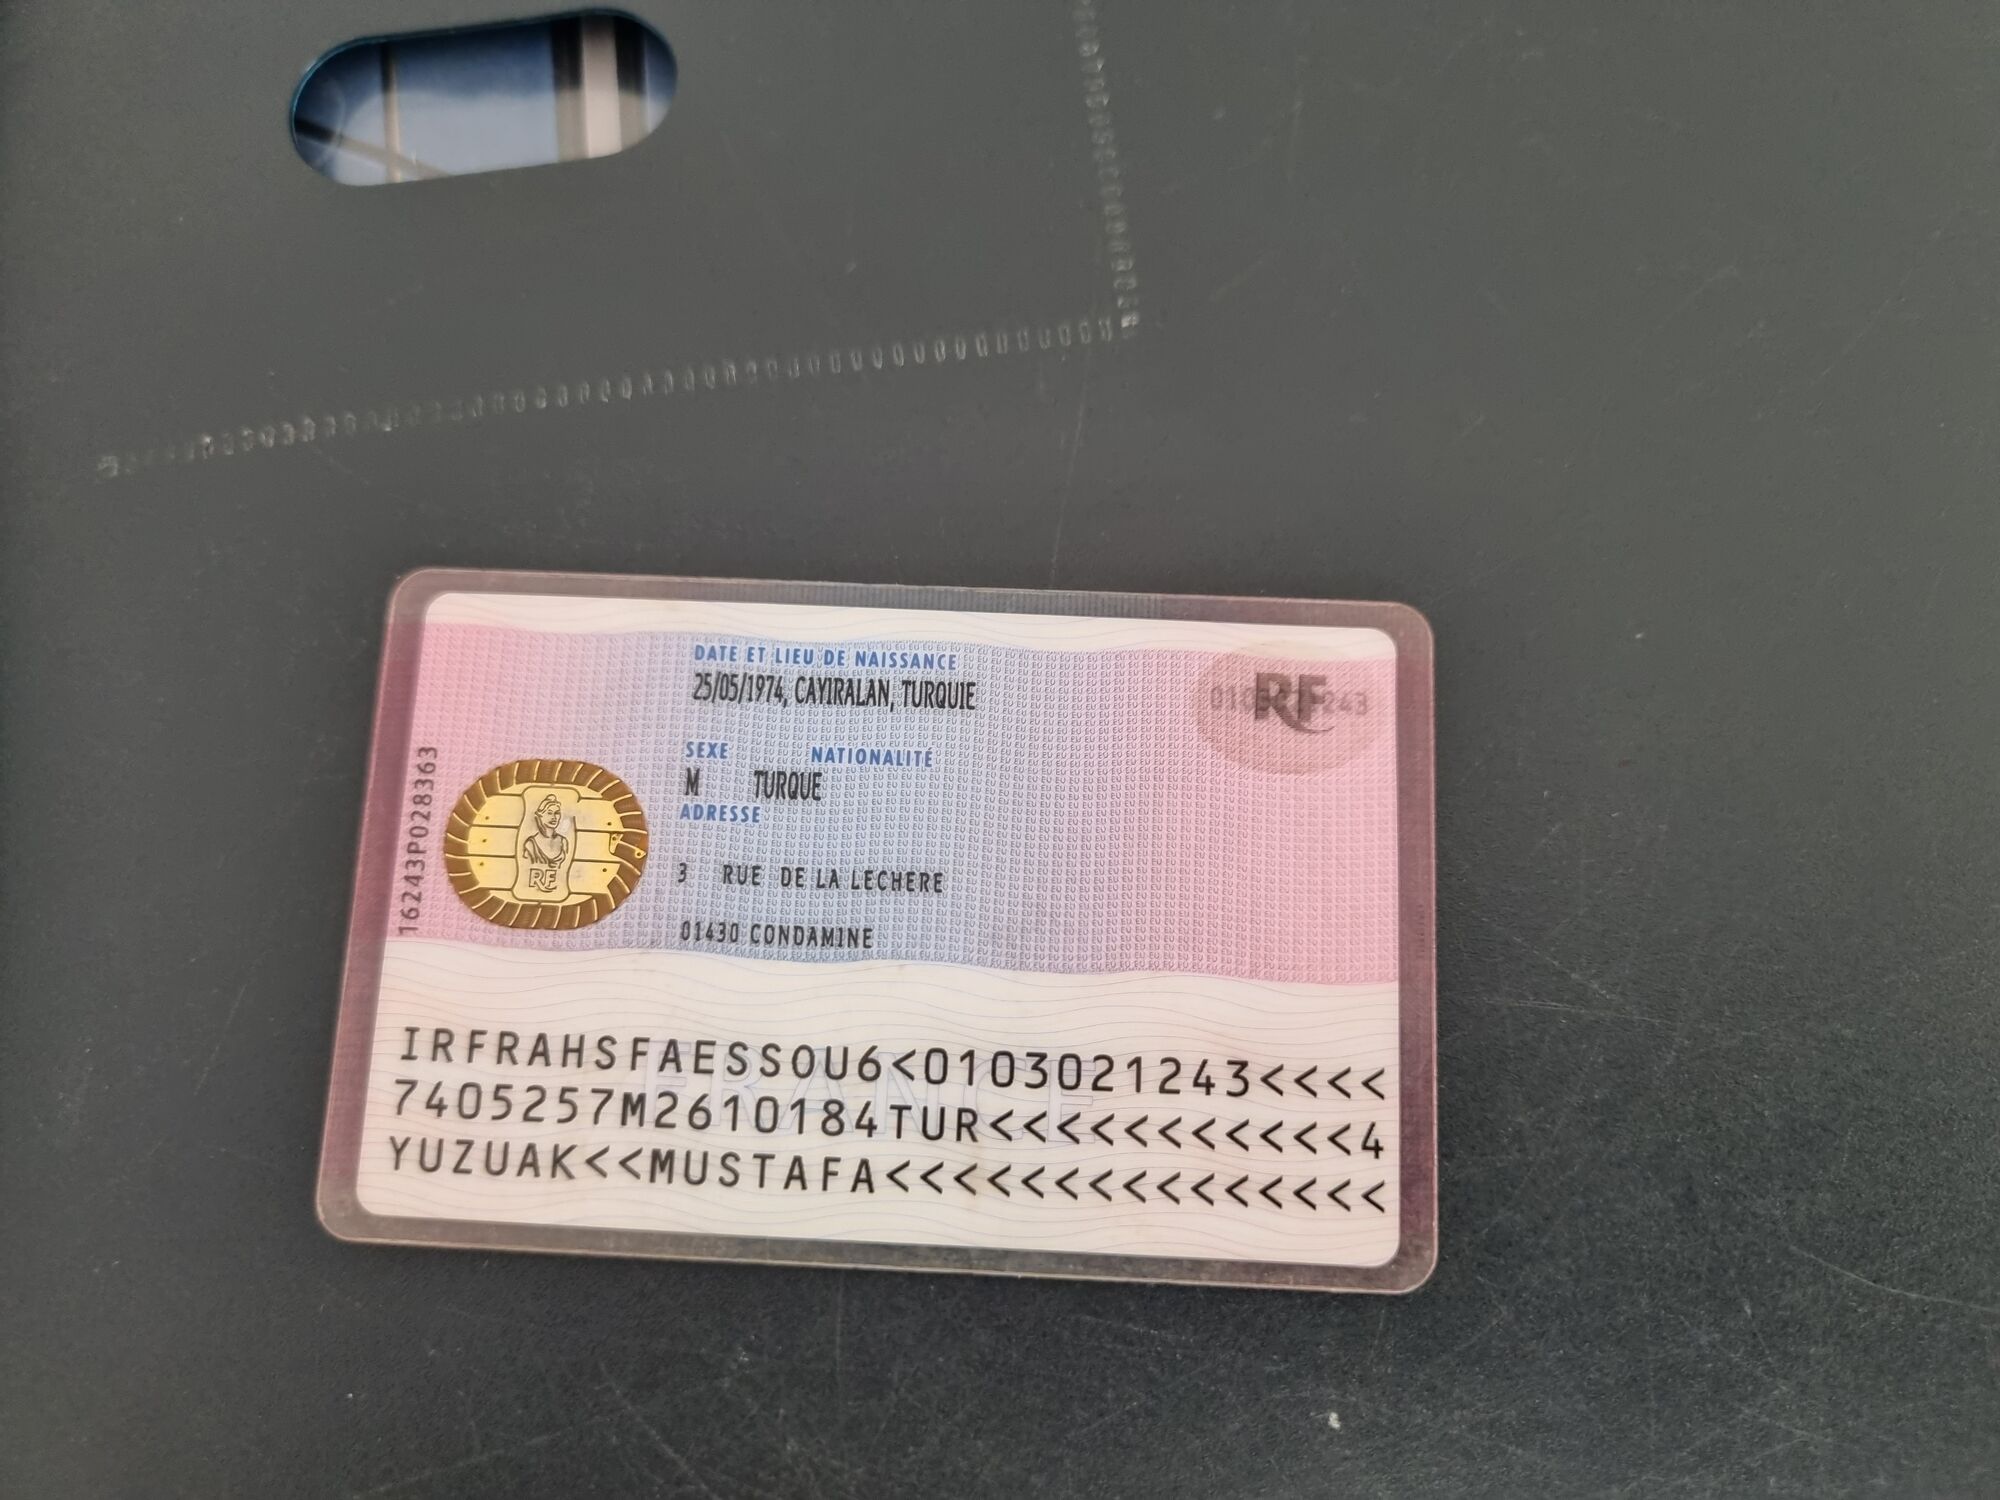 DATE ET LIEU DE NAISSANCE
25/05/1974, CAYIRALAN, TURQUIE
RF
SEXE NATIONALITÉ
M TURQUE
ADRESSE
3 RUE DE LA LECHERE
01430 CONDAMINE
16243P028363
RF
IRFRAHSFAESSOU6<0103021243<<<<
7405257M2610184TUR<<<<<<<<<<<4
YUZUAK<<MUSTAFA<<<<<<<<<<<<<<<